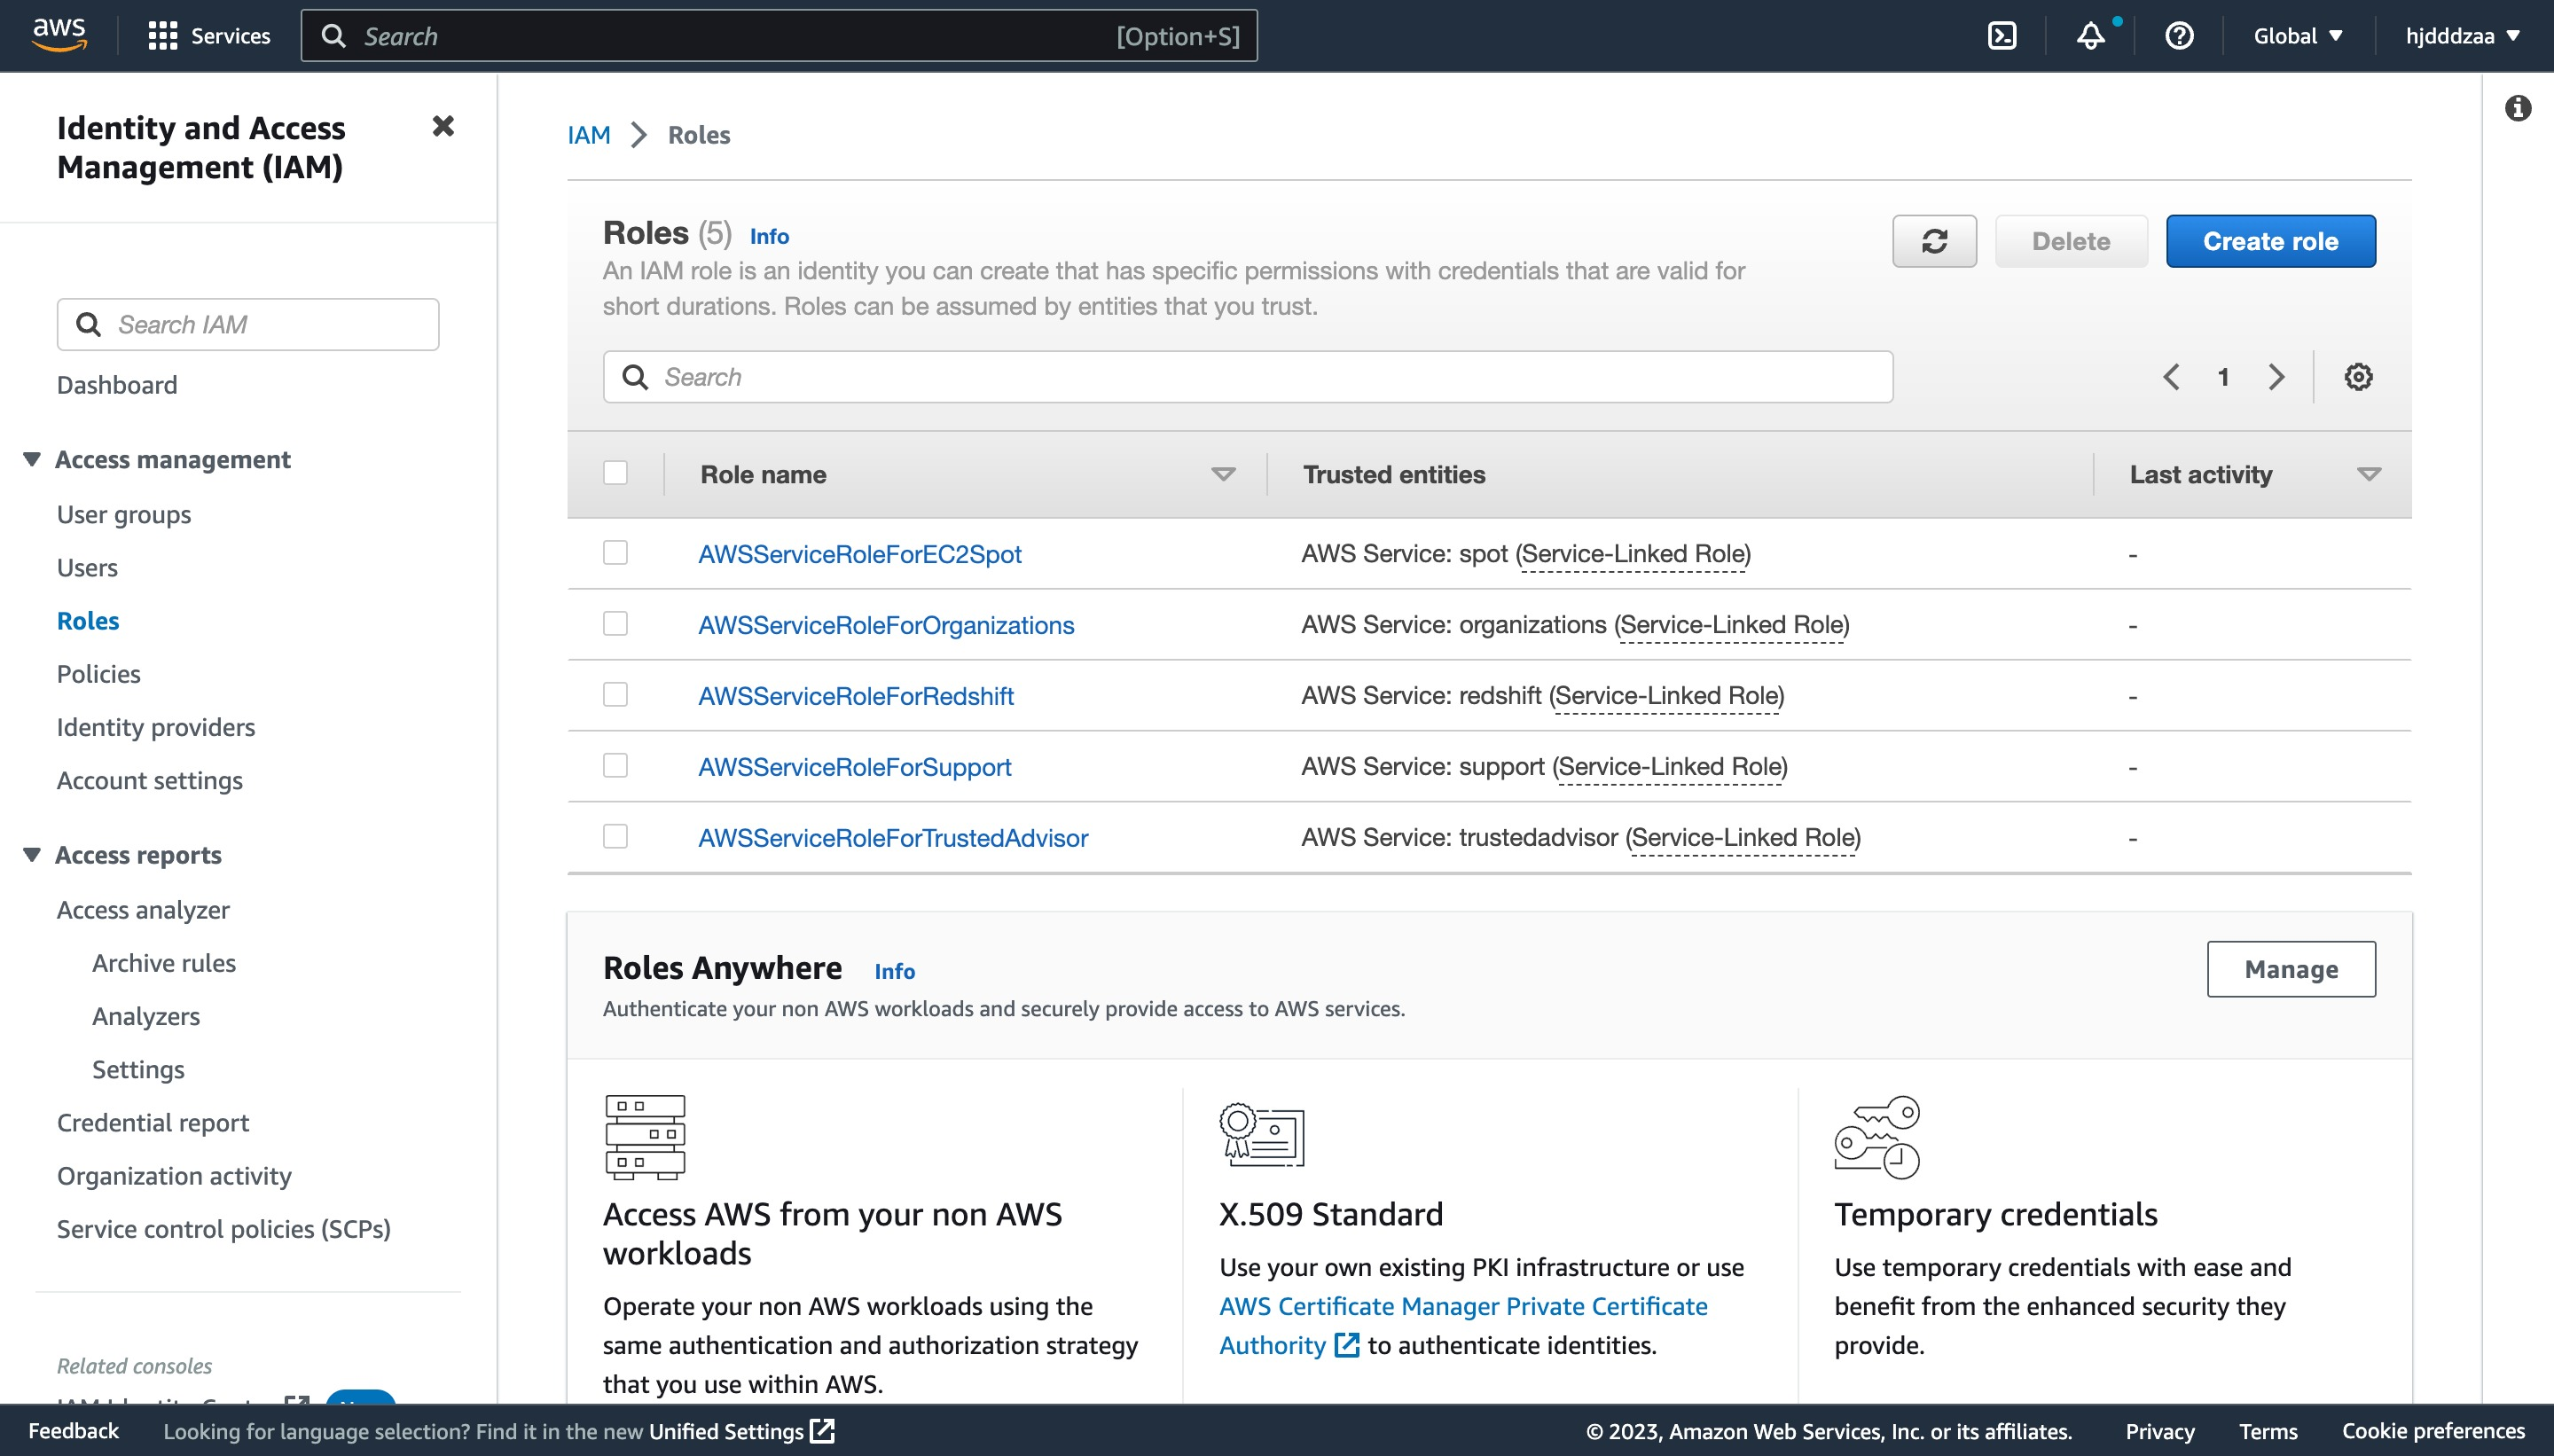 aws
Services
Search [Option+S]
Global
hjdddzaa
Identity and Access
Management (IAM)
Search IAM
Dashboard
Access management
User groups
Users
Roles
Policies
Identity providers
Account settings
Access reports
Access analyzer
Archive rules
Analyzers
Settings
Credential report
Organization activity
Service control policies (SCPs)
Related consoles
IAM Roles
Roles (5) Info
An IAM role is an identity you can create that has specific permissions with credentials that are valid for
short durations. Roles can be assumed by entities that you trust.
Delete
Create role
Search
1
Role name Trusted entities Last activity
AWSServiceRoleForEC2Spot AWS Service: spot (Service-Linked Role) -
AWSServiceRoleForOrganizations AWS Service: organizations (Service-Linked Role) -
AWSServiceRoleForRedshift AWS Service: redshift (Service-Linked Role) -
AWSServiceRoleForSupport AWS Service: support (Service-Linked Role) -
AWSServiceRoleForTrustedAdvisor AWS Service: trustedadvisor (Service-Linked Role) -
Roles Anywhere Info
Authenticate your non AWS workloads and securely provide access to AWS services.
Manage
Access AWS from your non AWS
workloads
Operate your non AWS workloads using the
same authentication and authorization strategy
that you use within AWS.
X.509 Standard
Use your own existing PKI infrastructure or use
AWS Certificate Manager Private Certificate
Authority to authenticate identities.
Temporary credentials
Use temporary credentials with ease and
benefit from the enhanced security they
provide.
Feedback
Looking for language selection? Find it in the new Unified Settings
© 2023, Amazon Web Services, Inc. or its affiliates.
Privacy
Terms
Cookie preferences